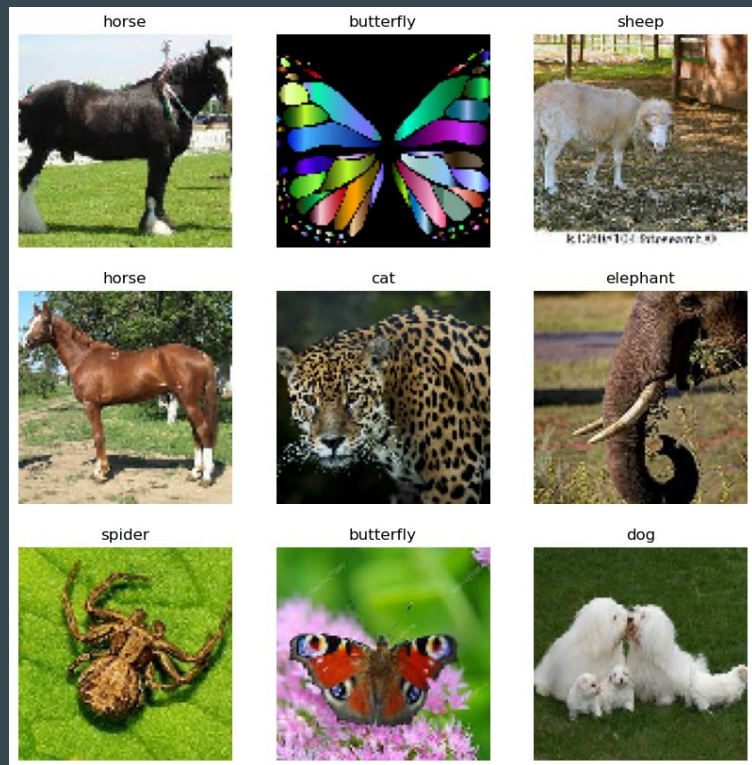 horse
butterfly
sheep
horse
cat
elephant
spider
butterfly
dog